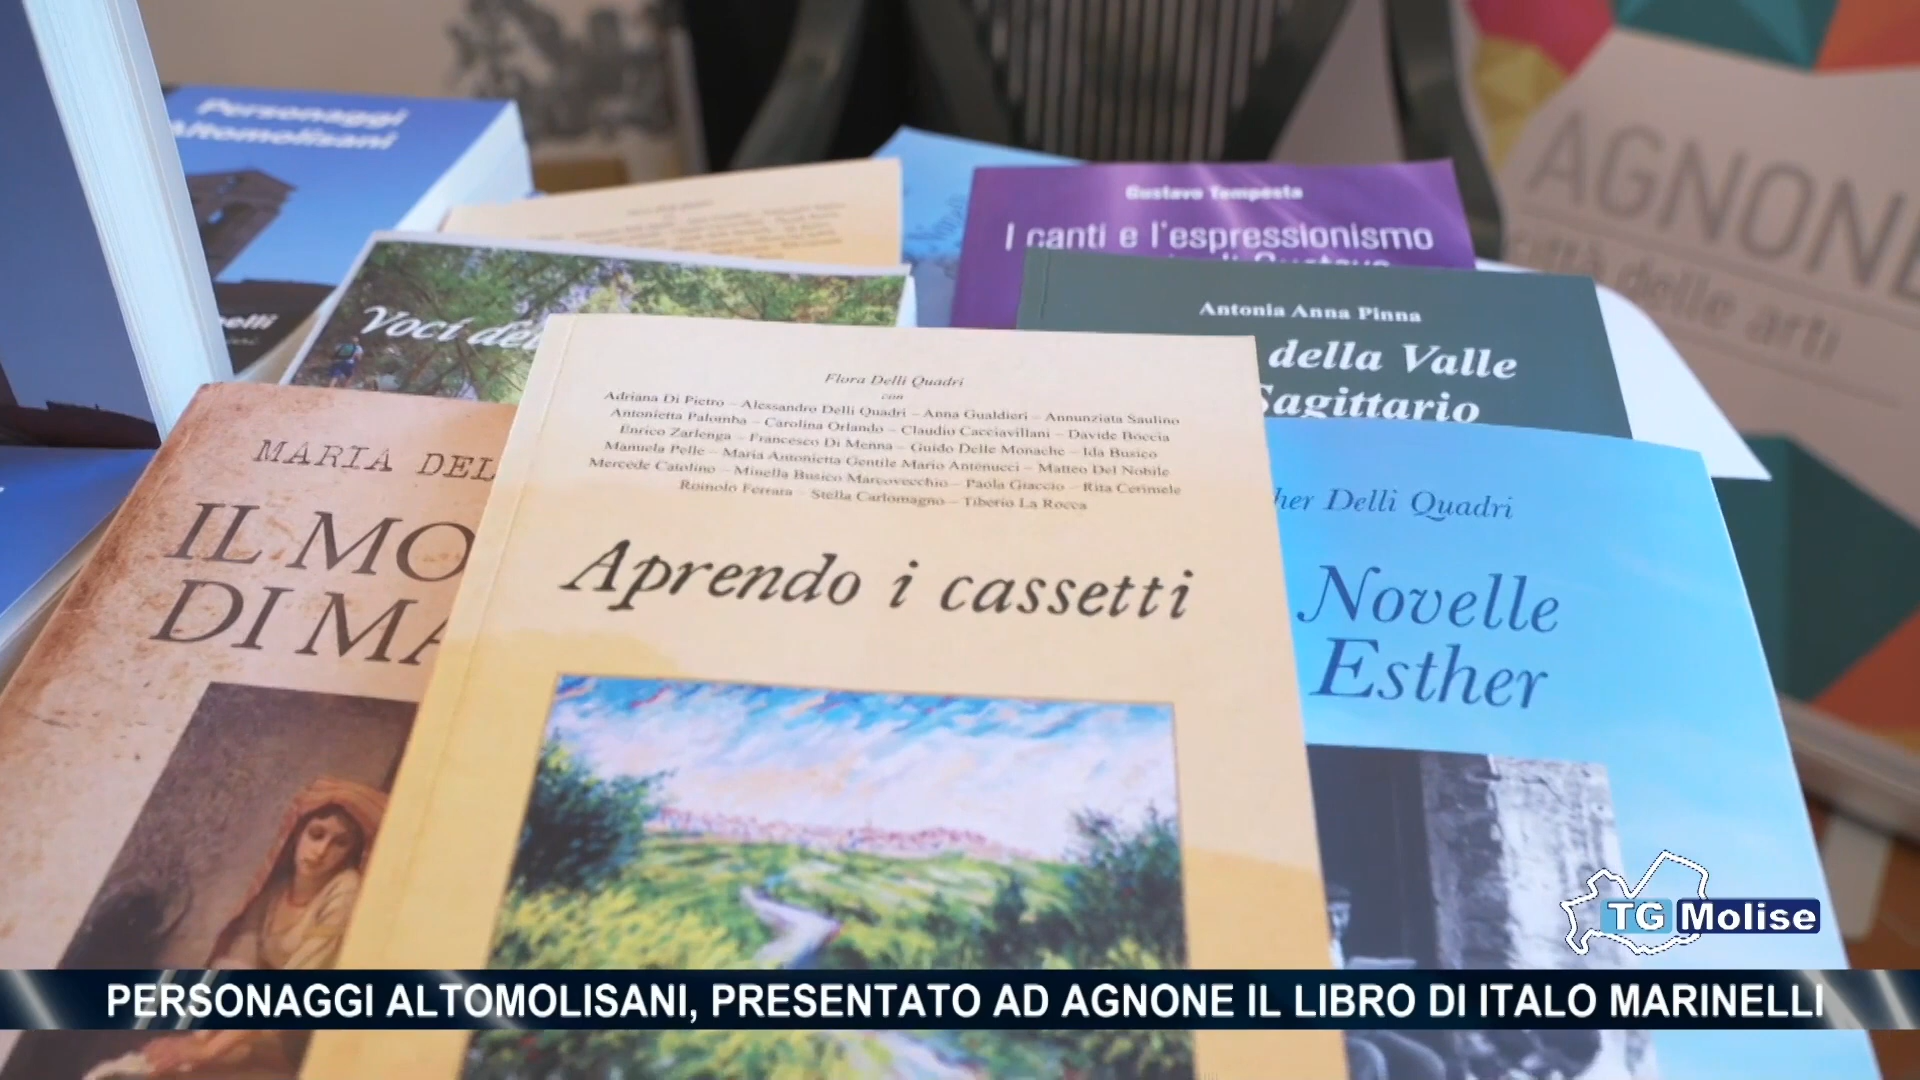 Personaggi
Altomolisani
Gustavo Tempesta
I canti e l'espressionismo
AGNONE
città delle arti
Antonia Anna Pinna
della Valle
Sagittario
Voci del
Flora Delli Quadri
con
Adriana Di Pietro – Alessandro Delli Quadri – Anna Gualdieri – Annunziata Saulino
Antonietta Palomba – Carolina Orlando – Claudio Cacciavillani – Davide Boccia
Enrico Zarlenga – Francesco Di Menna – Guido Delle Monache – Ida Busico
Manuela Pelle – Maria Antonietta Gentile Mario Antenucci – Matteo Del Nobile
Mercede Catolino – Minella Busico Marcovecchio – Paola Giaccio – Rita Cerimele
Romolo Ferrara – Stella Carlomagno – Tiberio La Rocca
Aprendo i cassetti
MARIA DEL
IL MO
DI MA
her Delli Quadri
Novelle
Esther
TG Molise
PERSONAGGI ALTOMOLISANI, PRESENTATO AD AGNONE IL LIBRO DI ITALO MARINELLI